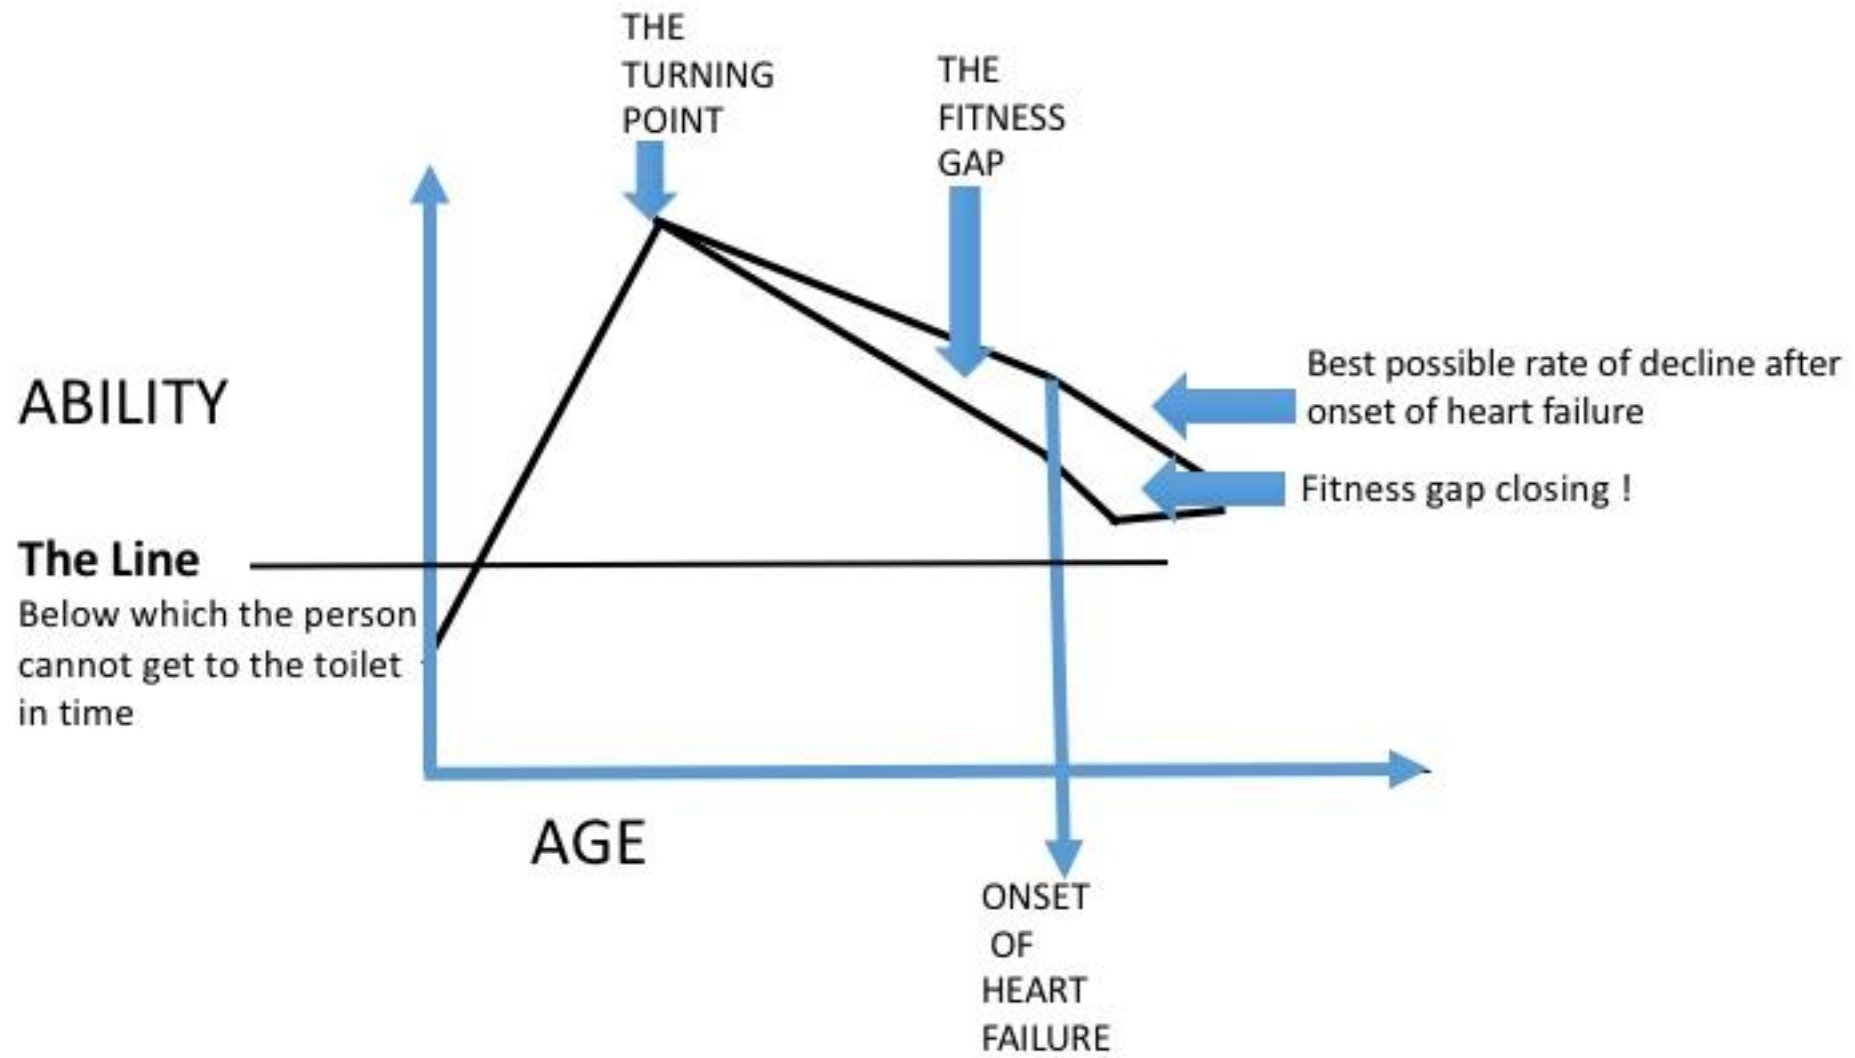 THE
TURNING
POINT
THE
FITNESS
GAP
ABILITY
Best possible rate of decline after
onset of heart failure
Fitness gap closing !
The Line
Below which the person
cannot get to the toilet
in time
AGE
ONSET
OF
HEART
FAILURE